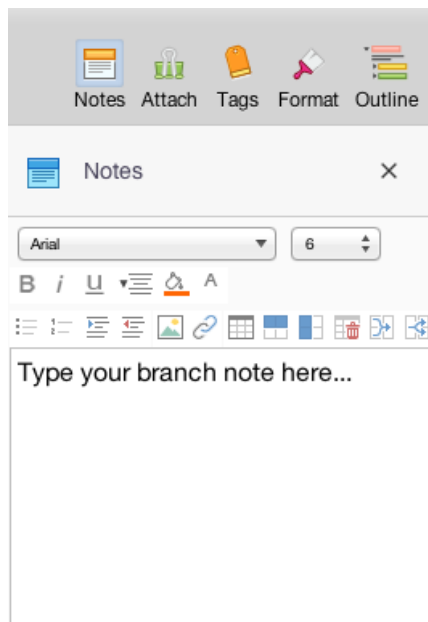 Notes Attach Tags Format Outline
Notes
Arial 6
B i U A
Type your branch note here...